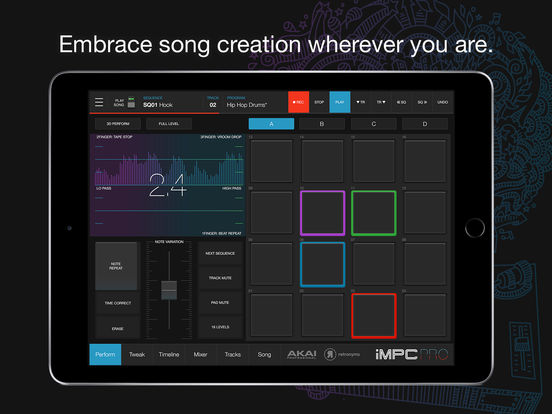 Embrace song creation wherever you are.
PLAY
SONG
SEQUENCE
SQ01 Hook
TRACK
02
PROGRAM
Hip Hop Drums*
REC
STOP
PLAY
▼TR
TR▼
≪ SQ
SQ ≫
UNDO
3D PERFORM
FULL LEVEL
A
B
C
D
2FINGER: TAPE STOP
3FINGER: VROOM DROP
2.4
LO PASS
HIGH PASS
1FINGER: BEAT REPEAT
NOTE VARIATION
NOTE
REPEAT
TIME CORRECT
ERASE
NEXT SEQUENCE
TRACK MUTE
PAD MUTE
16 LEVELS
Perform
Tweak
Timeline
Mixer
Tracks
Song
AKAI
PROFESSIONAL
retronyms
iMPC PRO